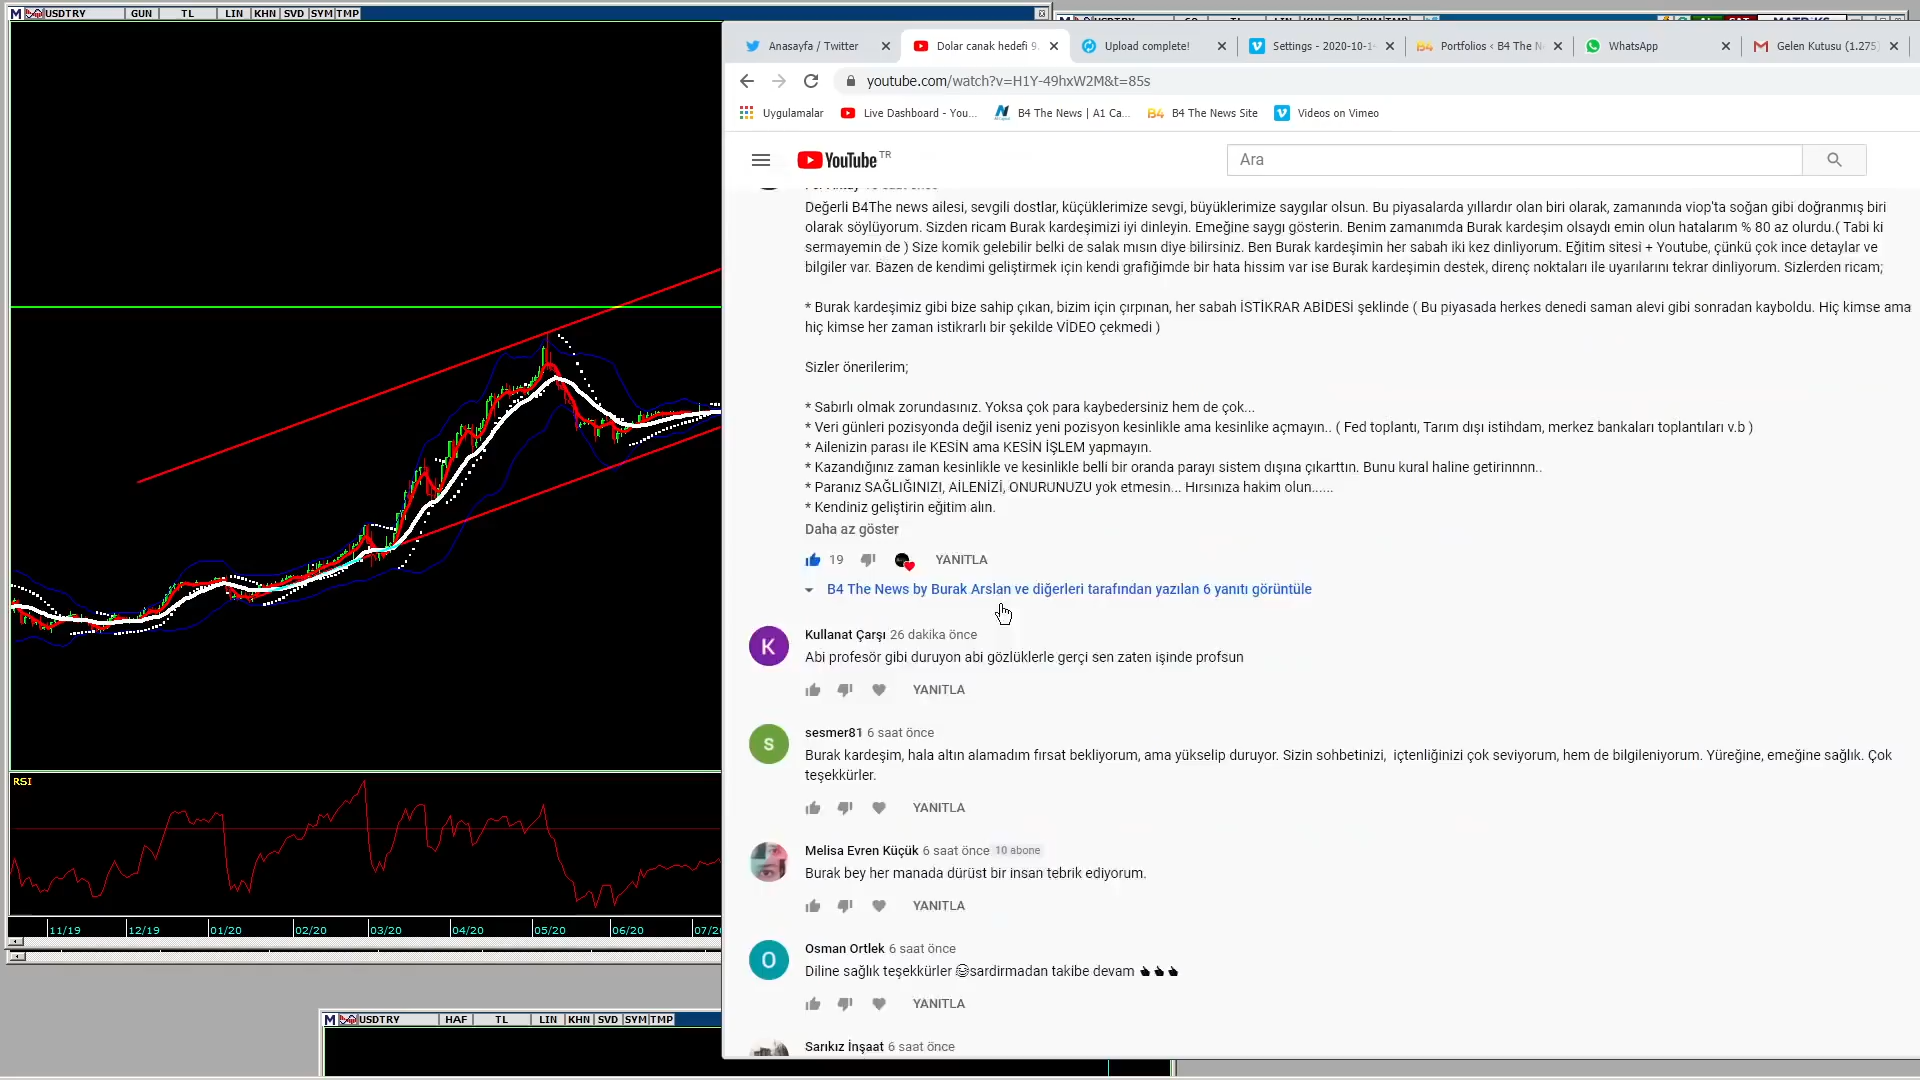 USDTRY GUN TL LIN KHN SVD SYM TMP
Anasayfa / Twitter
Dolar canak hedefi 9.
Upload complete!
Settings - 2020-10-1
Portfolios ‹ B4 The N
WhatsApp
Gelen Kutusu (1.275)
youtube.com/watch?v=H1Y-49hxW2M&t=85s
Uygulamalar
Live Dashboard - You...
B4 The News | A1 Ca...
B4 The News Site
Videos on Vimeo
YouTube TR
Ara
Değerli B4The news ailesi, sevgili dostlar, küçüklerimize sevgi, büyüklerimize saygılar olsun. Bu piyasalarda yıllardır olan biri olarak, zamanında viop'ta soğan gibi doğranmış biri
olarak söylüyorum. Sizden ricam Burak kardeşimizi iyi dinleyin. Emeğine saygı gösterin. Benim zamanımda Burak kardeşim olsaydı emin olun hatalarım % 80 az olurdu.( Tabi ki
sermayemin de ) Size komik gelebilir belki de salak mısın diye bilirsiniz. Ben Burak kardeşimin her sabah iki kez dinliyorum. Eğitim sitesi + Youtube, çünkü çok ince detaylar ve
bilgiler var. Bazen de kendimi geliştirmek için kendi grafiğimde bir hata hissim var ise Burak kardeşimin destek, direnç noktaları ile uyarılarını tekrar dinliyorum. Sizlerden ricam;
* Burak kardeşimiz gibi bize sahip çıkan, bizim için çırpınan, her sabah İSTİKRAR ABİDESİ şeklinde ( Bu piyasada herkes denedi saman alevi gibi sonradan kayboldu. Hiç kimse ama
hiç kimse her zaman istikrarlı bir şekilde VİDEO çekmedi )
Sizler önerilerim;
* Sabırlı olmak zorundasınız. Yoksa çok para kaybedersiniz hem de çok...
* Veri günleri pozisyonda değil iseniz yeni pozisyon kesinlikle ama kesinlike açmayın.. ( Fed toplantı, Tarım dışı istihdam, merkez bankaları toplantıları v.b )
* Ailenizin parası ile KESİN ama KESİN İŞLEM yapmayın.
* Kazandığınız zaman kesinlikle ve kesinlikle belli bir oranda parayı sistem dışına çıkarttın. Bunu kural haline getirinnnn..
* Paranız SAĞLIĞINIZI, AİLENİZİ, ONURUNUZU yok etmesin... Hırsınıza hakim olun......
* Kendiniz geliştirin eğitim alın.
Daha az göster
19 YANITLA
B4 The News by Burak Arslan ve diğerleri tarafından yazılan 6 yanıtı görüntüle
K
Kullanat Çarşı 26 dakika önce
Abi profesör gibi duruyon abi gözlüklerle gerçi sen zaten işinde profsun
YANITLA
s
sesmer81 6 saat önce
Burak kardeşim, hala altın alamadım fırsat bekliyorum, ama yükselip duruyor. Sizin sohbetinizi, içtenliğinizi çok seviyorum, hem de bilgileniyorum. Yüreğine, emeğine sağlık. Çok
teşekkürler.
YANITLA
Melisa Evren Küçük 6 saat önce 10 abone
Burak bey her manada dürüst bir insan tebrik ediyorum.
YANITLA
O
Osman Ortlek 6 saat önce
Diline sağlık teşekkürler 😂sardirmadan takibe devam 👆👆👆
YANITLA
Sarıkız İnşaat 6 saat önce
RSI
11/19 12/19 01/20 02/20 03/20 04/20 05/20 06/20 07/2
USDTRY HAF TL LIN KHN SVD SYM TMP